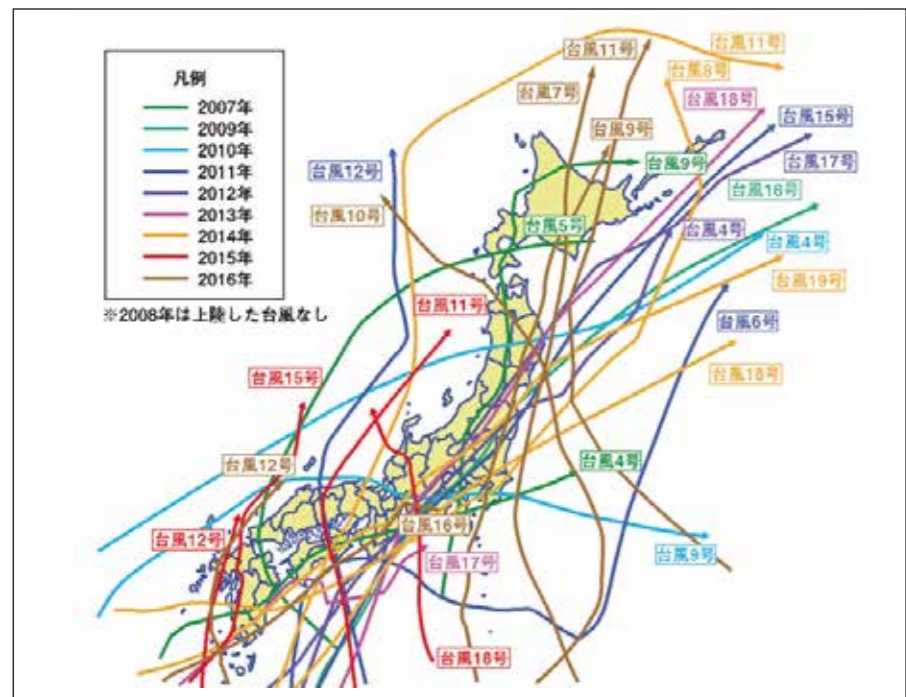 凡例
2007年
2009年
2010年
2011年
2012年
2013年
2014年
2015年
2016年
※2008年は上陸した台風なし
台風11号
台風11号
台風8号
台風7号
台風18号
台風15号
台風9号
台風17号
台風12号
台風9号
台風18号
台風10号
台風5号
台風4号
台風4号
台風19号
台風11号
台風6号
台風15号
台風18号
台風12号
台風4号
台風16号
台風12号
台風9号
台風17号
台風18号